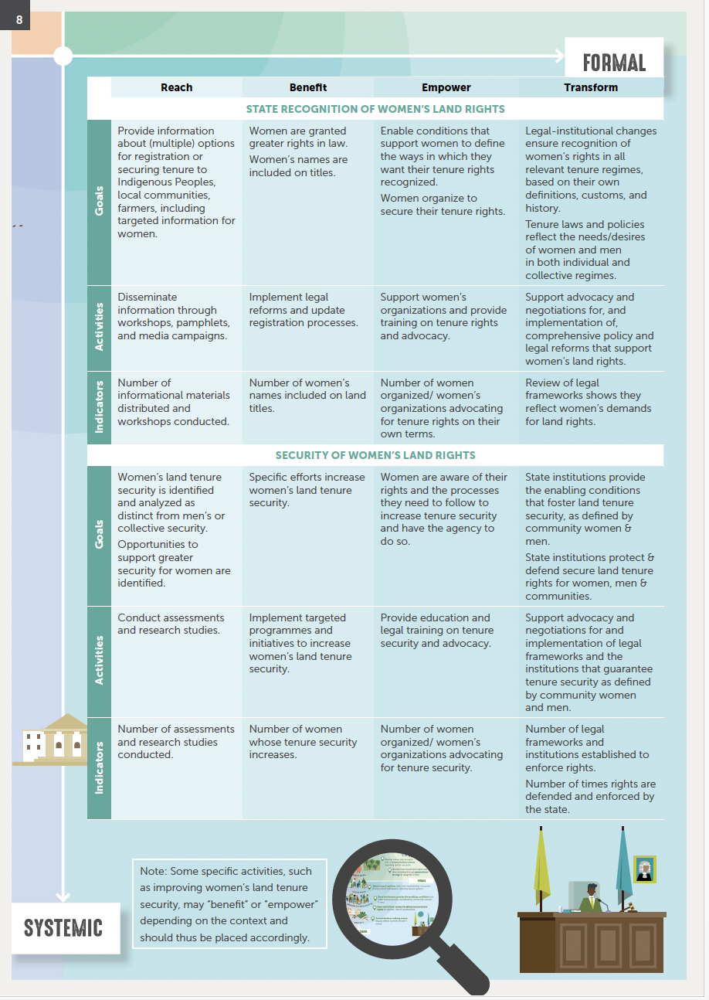 8
FORMAL
Reach Benefit Empower Transform
STATE RECOGNITION OF WOMEN'S LAND RIGHTS
Goals
Provide information
about (multiple) options
for registration or
securing tenure to
Indigenous Peoples,
local communities,
farmers, including
targeted information for
women.
Women are granted
greater rights in law.
Women's names are
included on titles.
Enable conditions that
support women to define
the ways in which they
want their tenure rights
recognized.
Women organize to
secure their tenure rights.
Legal-institutional changes
ensure recognition of
women's rights in all
relevant tenure regimes,
based on their own
definitions, customs, and
history.
Tenure laws and policies
reflect the needs/desires
of women and men
in both individual and
collective regimes.
Activities
Disseminate
information through
workshops, pamphlets,
and media campaigns.
Implement legal
reforms and update
registration processes.
Support women's
organizations and provide
training on tenure rights
and advocacy.
Support advocacy and
negotiations for, and
implementation of,
comprehensive policy and
legal reforms that support
women's land rights.
Indicators
Number of
informational materials
distributed and
workshops conducted.
Number of women's
names included on land
titles.
Number of women
organized/ women's
organizations advocating
for tenure rights on their
own terms.
Review of legal
frameworks shows they
reflect women's demands
for land rights.
SECURITY OF WOMEN'S LAND RIGHTS
Goals
Women's land tenure
security is identified
and analyzed as
distinct from men's or
collective security.
Opportunities to
support greater
security for women are
identified.
Specific efforts increase
women's land tenure
security.
Women are aware of their
rights and the processes
they need to follow to
increase tenure security
and have the agency to
do so.
State institutions provide
the enabling conditions
that foster land tenure
security, as defined by
community women &
men.
State institutions protect &
defend secure land tenure
rights for women, men &
communities.
Activities
Conduct assessments
and research studies.
Implement targeted
programmes and
initiatives to increase
women's land tenure
security.
Provide education and
legal training on tenure
security and advocacy.
Support advocacy and
negotiations for and
implementation of legal
frameworks and the
institutions that guarantee
tenure security as defined
by community women
and men.
Indicators
Number of assessments
and research studies
conducted.
Number of women
whose tenure security
increases.
Number of women
organized/ women's
organizations advocating
for tenure security.
Number of legal
frameworks and
institutions established to
enforce rights.
Number of times rights are
defended and enforced by
the state.
Note: Some specific activities, such
as improving women's land tenure
security, may "benefit" or "empower"
depending on the context and
should thus be placed accordingly.
SYSTEMIC